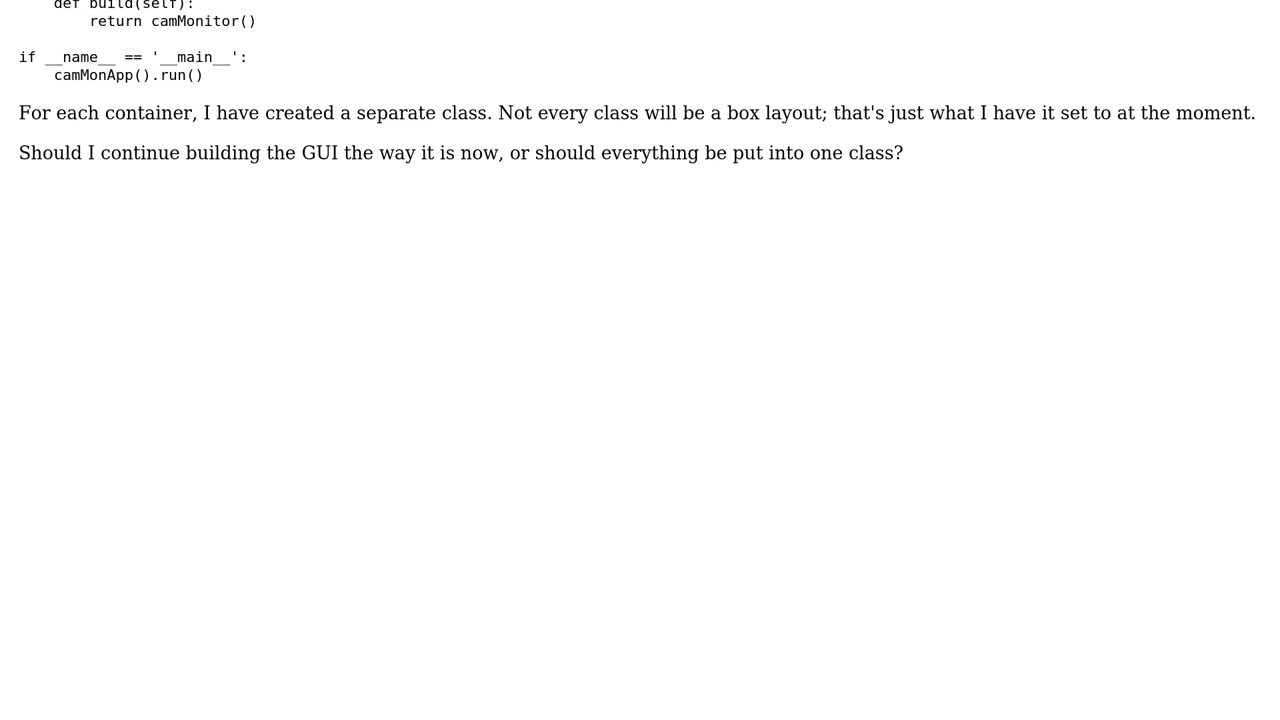 def build(self):
return camMonitor()
if __name__ == '__main__':
camMonApp().run()
For each container, I have created a separate class. Not every class will be a box layout; that's just what I have it set to at the moment.
Should I continue building the GUI the way it is now, or should everything be put into one class?